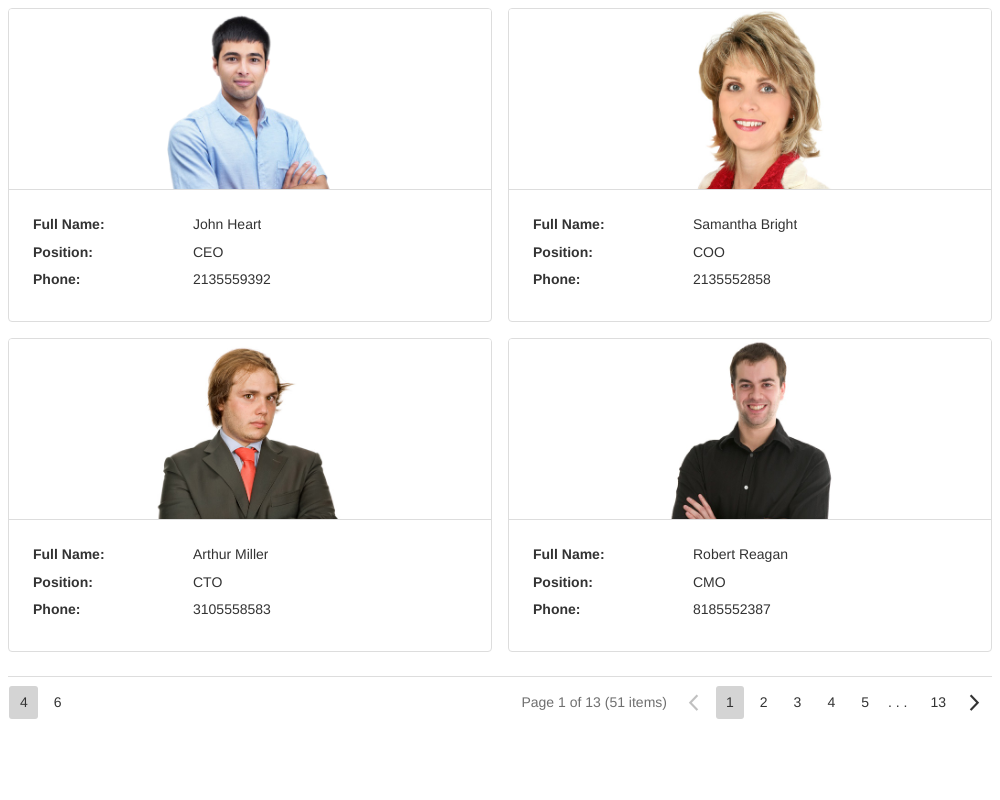 Full Name: John Heart
Position: CEO
Phone: 2135559392
Full Name: Samantha Bright
Position: COO
Phone: 2135552858
Full Name: Arthur Miller
Position: CTO
Phone: 3105558583
Full Name: Robert Reagan
Position: CMO
Phone: 8185552387
4 6 Page 1 of 13 (51 items) 1 2 3 4 5 . . . 13